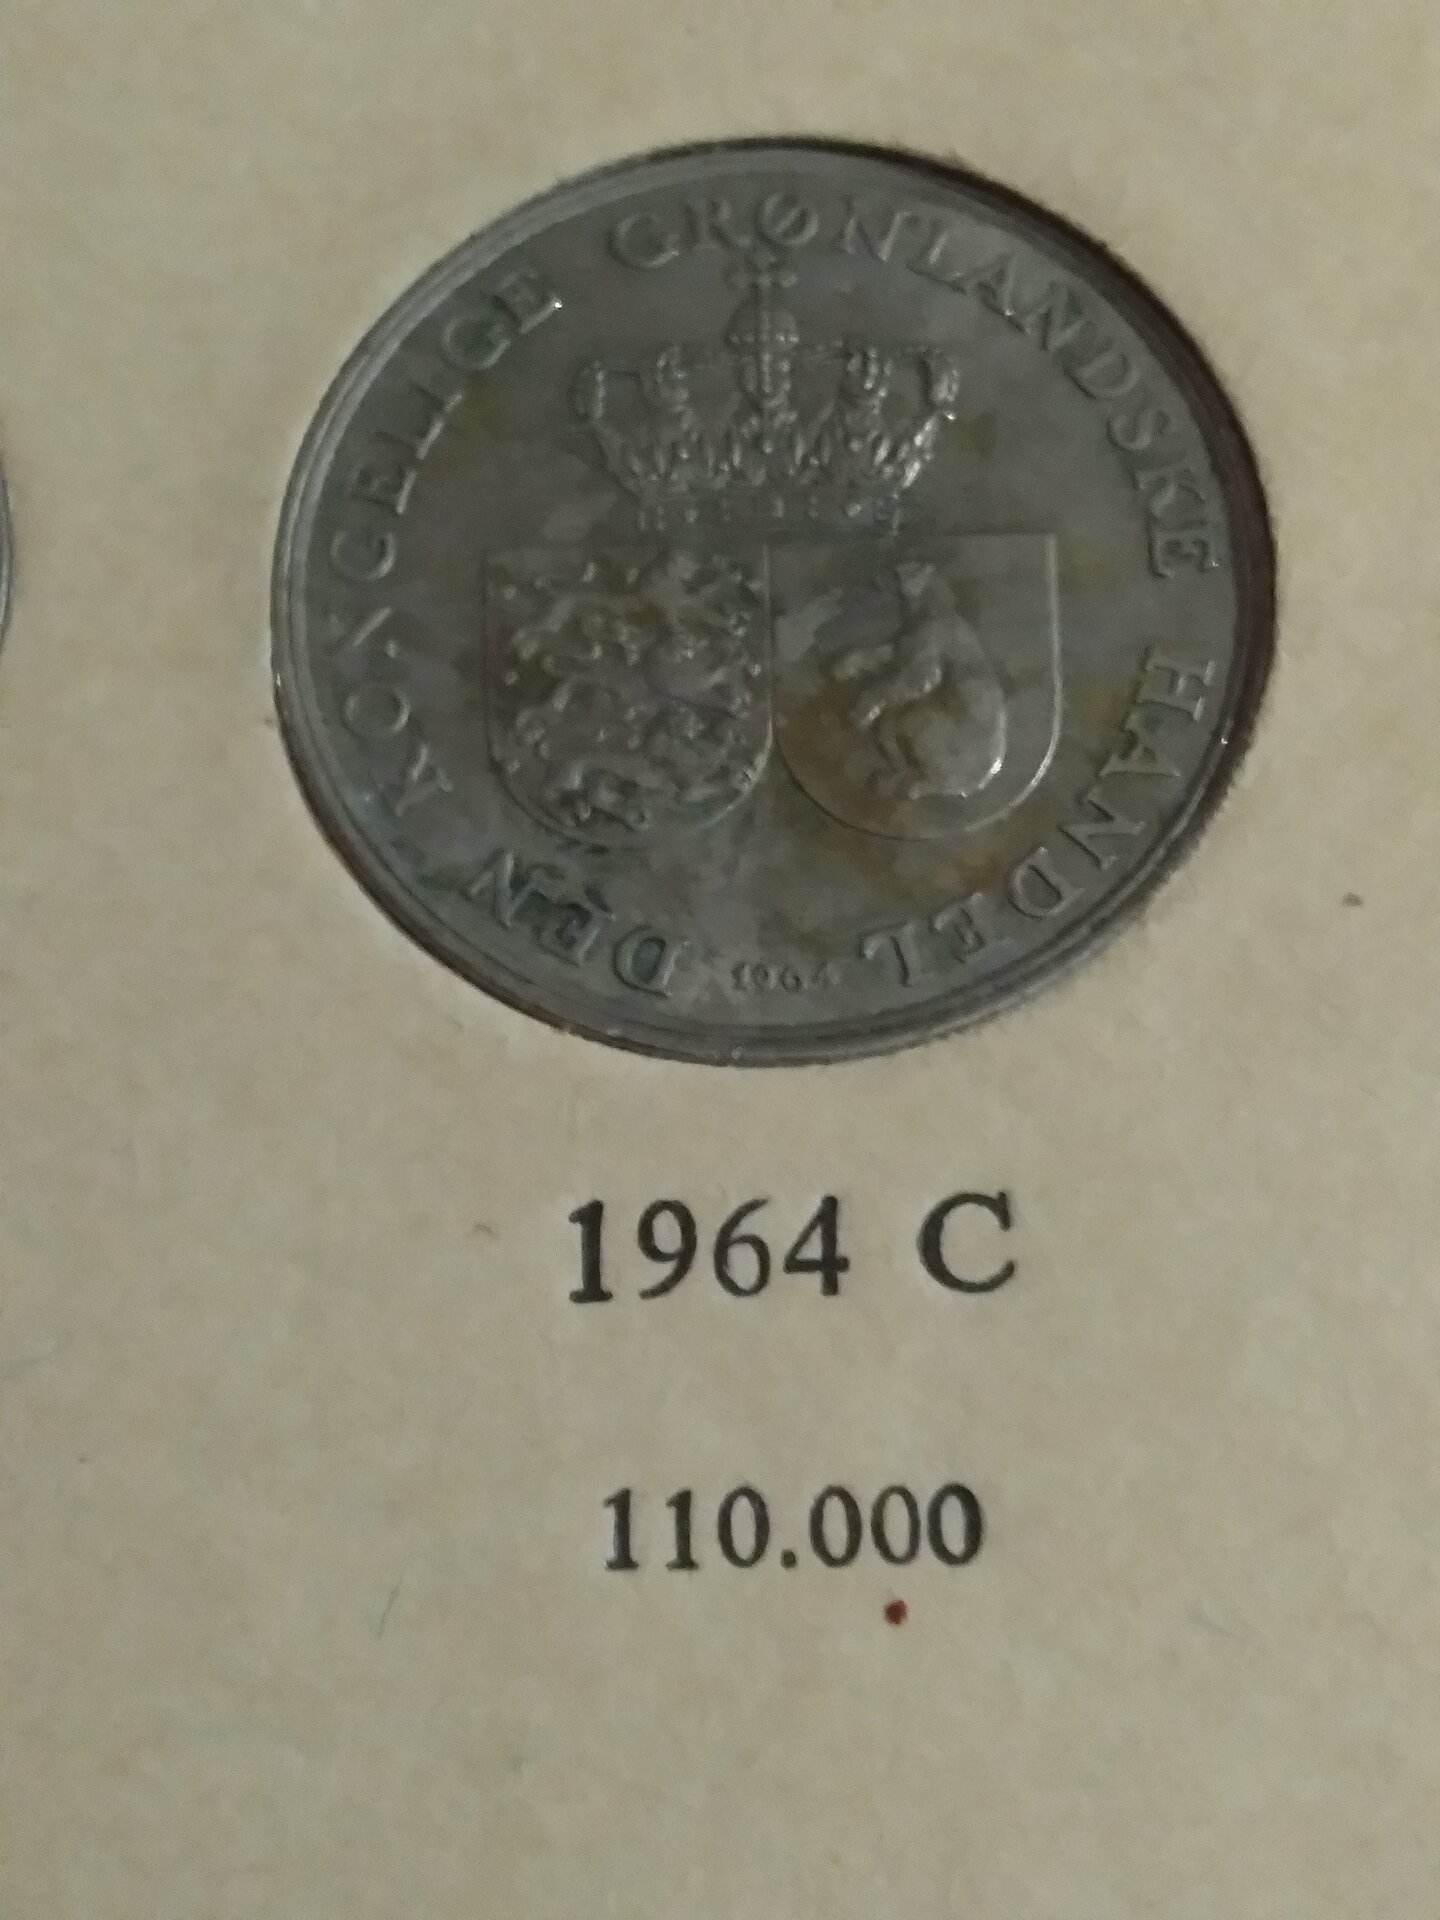 DEN KONGELIGE GRØNLANDSKE HANDEL
1964
1964 C
110.000